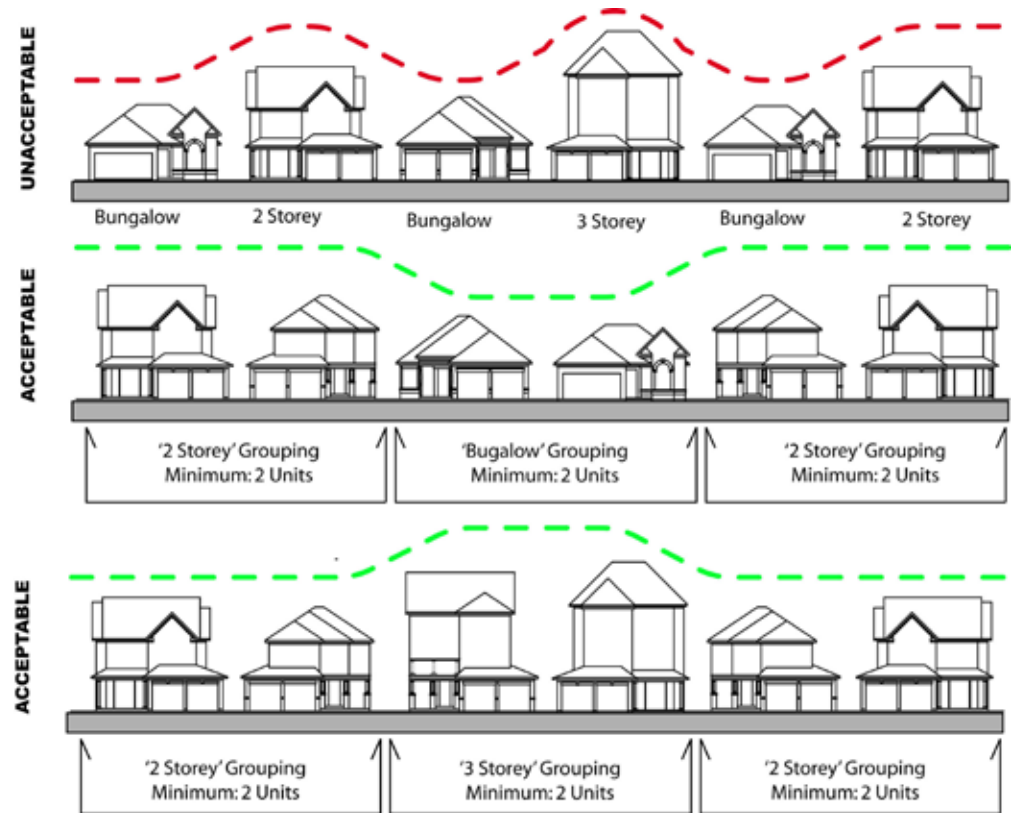 UNACCEPTABLE
Bungalow
2 Storey
Bungalow
3 Storey
Bungalow
2 Storey
ACCEPTABLE
‘2 Storey’ Grouping
Minimum: 2 Units
‘Bugalow’ Grouping
Minimum: 2 Units
‘2 Storey’ Grouping
Minimum: 2 Units
ACCEPTABLE
‘2 Storey’ Grouping
Minimum: 2 Units
‘3 Storey’ Grouping
Minimum: 2 Units
‘2 Storey’ Grouping
Minimum: 2 Units